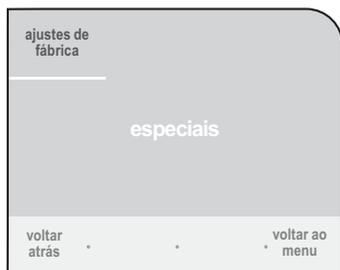 ajustes de
fábrica
especiais
voltar
atrás
voltar ao
menu